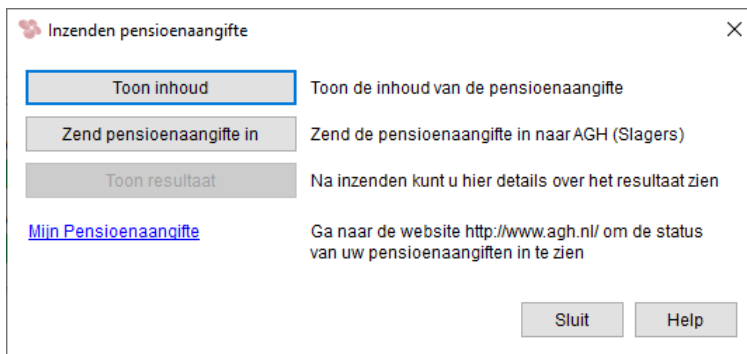 Inzenden pensioenaangifte
Toon inhoud
Toon de inhoud van de pensioenaangifte
Zend pensioenaangifte in
Zend de pensioenaangifte in naar AGH (Slagers)
Toon resultaat
Na inzenden kunt u hier details over het resultaat zien
Mijn Pensioenaangifte
Ga naar de website http://www.agh.nl/ om de status
van uw pensioenaangiften in te zien
Sluit
Help